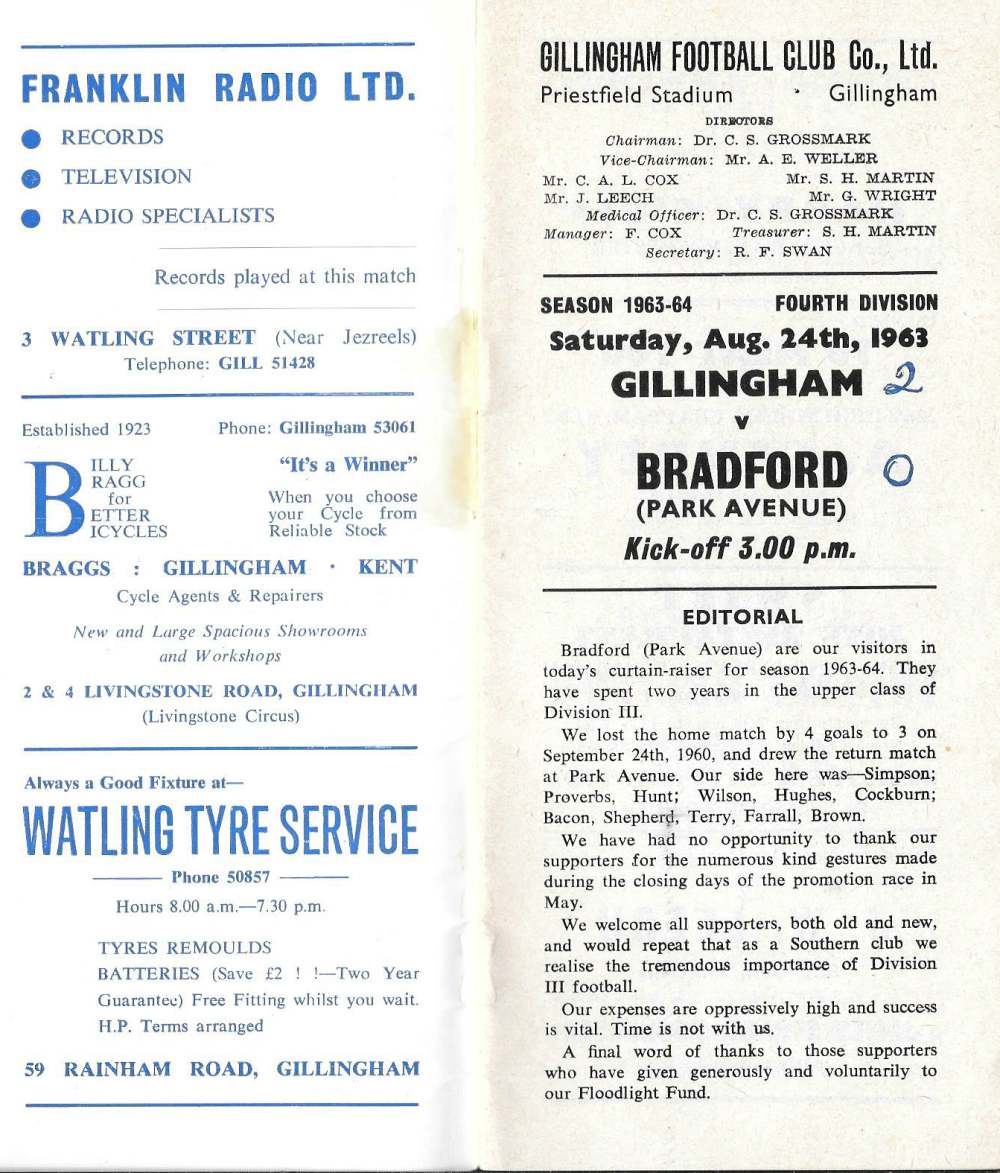 FRANKLIN RADIO LTD.
● RECORDS
● TELEVISION
● RADIO SPECIALISTS
Records played at this match
3 WATLING STREET (Near Jezreels)
Telephone: GILL 51428
Established 1923 Phone: Gillingham 53061
BILLY
BRAGG
for
BETTER
BICYCLES
"It's a Winner"
When you choose
your Cycle from
Reliable Stock
BRAGGS : GILLINGHAM · KENT
Cycle Agents & Repairers
New and Large Spacious Showrooms
and Workshops
2 & 4 LIVINGSTONE ROAD, GILLINGHAM
(Livingstone Circus)
Always a Good Fixture at—
WATLING TYRE SERVICE
Phone 50857
Hours 8.00 a.m.—7.30 p.m.
TYRES REMOULDS
BATTERIES (Save £2 ! !—Two Year
Guarantee) Free Fitting whilst you wait.
H.P. Terms arranged
59 RAINHAM ROAD, GILLINGHAM
GILLINGHAM FOOTBALL CLUB Co., Ltd.
Priestfield Stadium · Gillingham
DIRECTORS
Chairman: Dr. C. S. GROSSMARK
Vice-Chairman: Mr. A. E. WELLER
Mr. C. A. L. COX Mr. S. H. MARTIN
Mr. J. LEECH Mr. G. WRIGHT
Medical Officer: Dr. C. S. GROSSMARK
Manager: F. COX Treasurer: S. H. MARTIN
Secretary: R. F. SWAN
SEASON 1963-64 FOURTH DIVISION
Saturday, Aug. 24th, 1963
GILLINGHAM 2
v
BRADFORD 0
(PARK AVENUE)
Kick-off 3.00 p.m.
EDITORIAL
Bradford (Park Avenue) are our visitors in
today's curtain-raiser for season 1963-64. They
have spent two years in the upper class of
Division III.
We lost the home match by 4 goals to 3 on
September 24th, 1960, and drew the return match
at Park Avenue. Our side here was—Simpson;
Proverbs, Hunt; Wilson, Hughes, Cockburn;
Bacon, Shepherd, Terry, Farrall, Brown.
We have had no opportunity to thank our
supporters for the numerous kind gestures made
during the closing days of the promotion race in
May.
We welcome all supporters, both old and new,
and would repeat that as a Southern club we
realise the tremendous importance of Division
III football.
Our expenses are oppressively high and success
is vital. Time is not with us.
A final word of thanks to those supporters
who have given generously and voluntarily to
our Floodlight Fund.